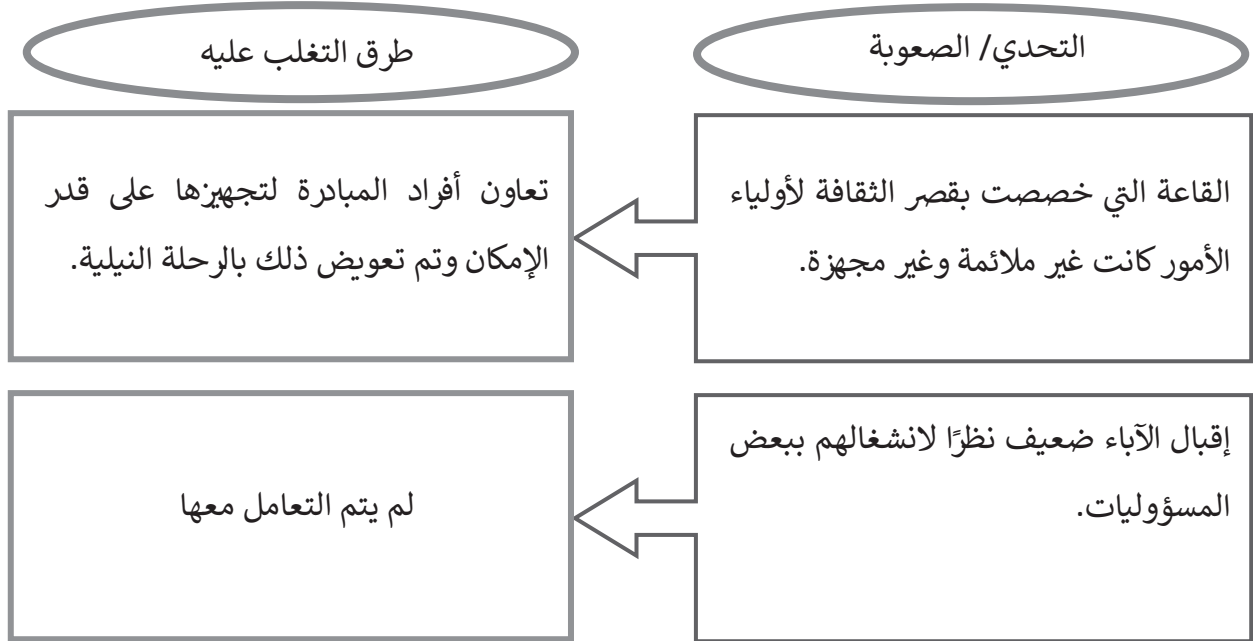 التحدي/ الصعوبة
طرق التغلب عليه
القاعة التي خصصت بقصر الثقافة لأولياء
الأمور كانت غير ملائمة وغير مجهزة.
تعاون أفراد المبادرة لتجهيزها على قدر
الإمكان وتم تعويض ذلك بالرحلة النيلية.
إقبال الآباء ضعيف نظرًا لانشغالهم ببعض
المسؤوليات.
لم يتم التعامل معها